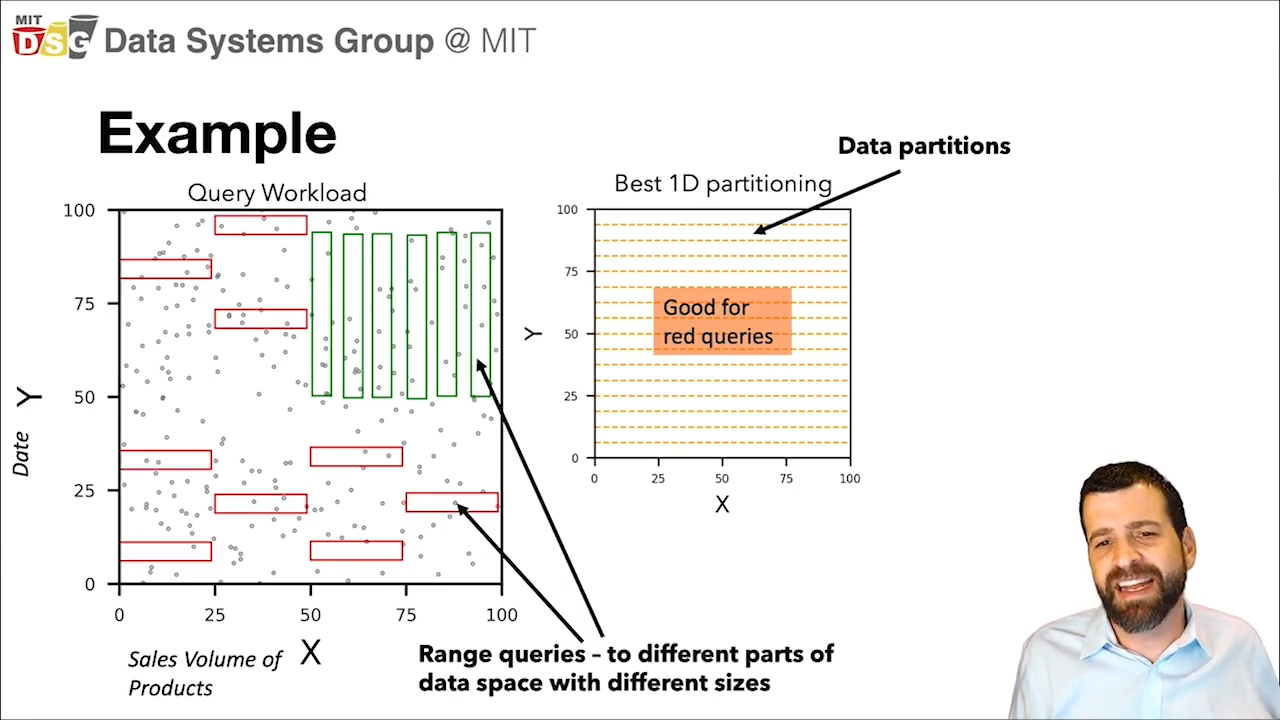 MIT
DSG
Data Systems Group @ MIT
Example
Data partitions
Query Workload
Best 1D partitioning
100
75
50
25
0
0 25 50 75 100
Y
Date
X
Sales Volume of
Products
100
75
50
25
0
0 25 50 75 100
Y
X
Good for
red queries
Range queries – to different parts of
data space with different sizes